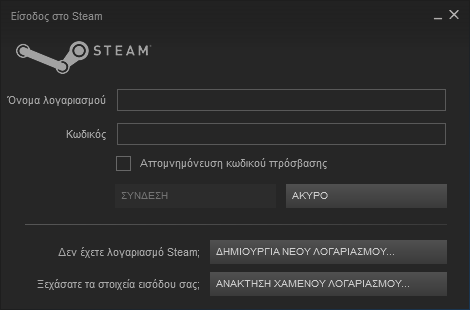 Είσοδος στο Steam
STEAM™
Όνομα λογαριασμού
Κωδικός
Απομνημόνευση κωδικού πρόσβασης
ΣΥΝΔΕΣΗ ΑΚΥΡΟ
Δεν έχετε λογαριασμό Steam; ΔΗΜΙΟΥΡΓΙΑ ΝΕΟΥ ΛΟΓΑΡΙΑΣΜΟΥ...
Ξεχάσατε τα στοιχεία εισόδου σας; ΑΝΑΚΤΗΣΗ ΧΑΜΕΝΟΥ ΛΟΓΑΡΙΑΣΜΟΥ...